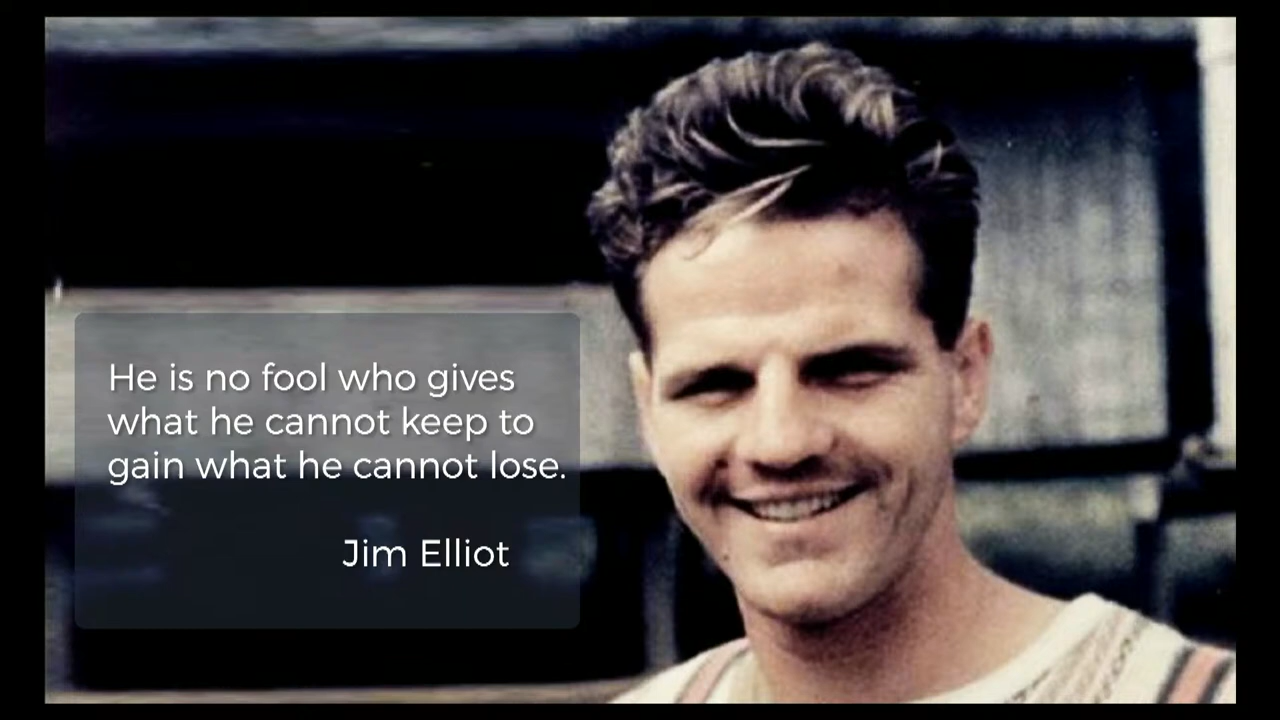 He is no fool who gives
what he cannot keep to
gain what he cannot lose.
Jim Elliot